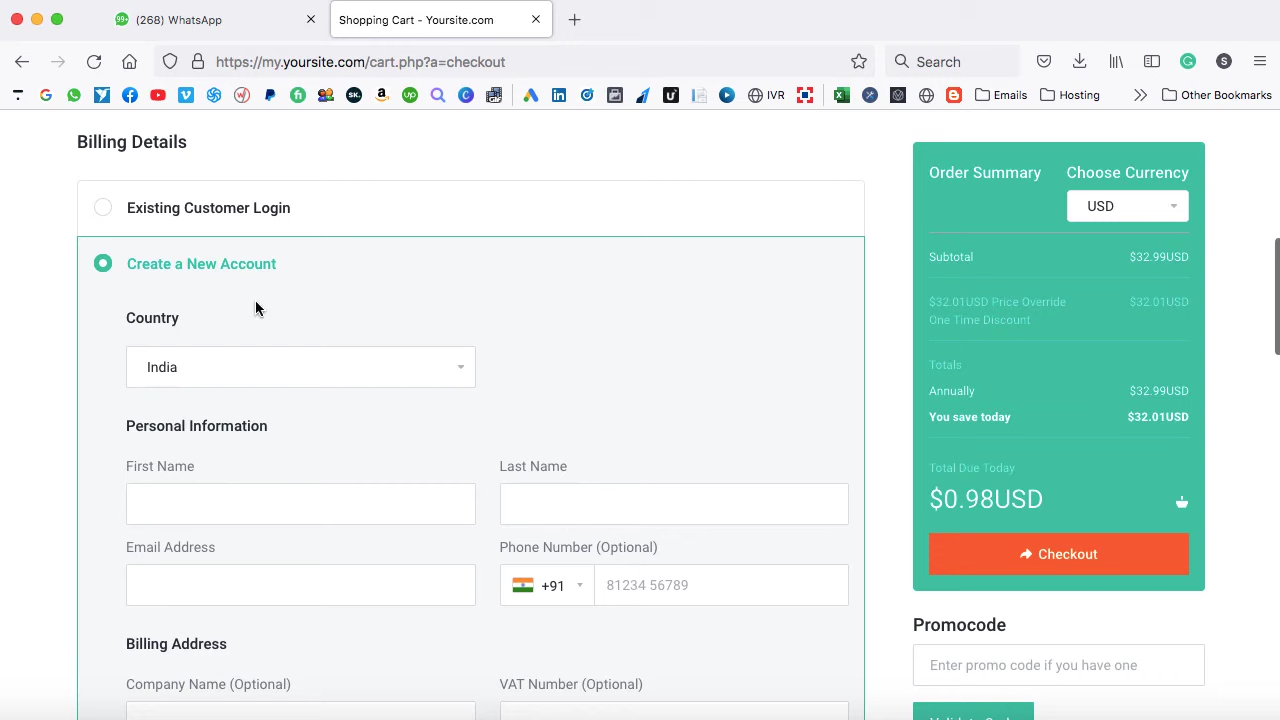 99+ (268) WhatsApp
Shopping Cart - Yoursite.com
https://my.yoursite.com/cart.php?a=checkout
Search
S
IVR
Emails
Hosting
Other Bookmarks
Billing Details
Existing Customer Login
Create a New Account
Country
India
Personal Information
First Name
Last Name
Email Address
Phone Number (Optional)
+91
81234 56789
Billing Address
Company Name (Optional)
VAT Number (Optional)
Order Summary
Choose Currency
USD
Subtotal $32.99USD
$32.01USD Price Override $32.01USD
One Time Discount
Totals
Annually $32.99USD
You save today $32.01USD
Total Due Today
$0.98USD
Checkout
Promocode
Enter promo code if you have one